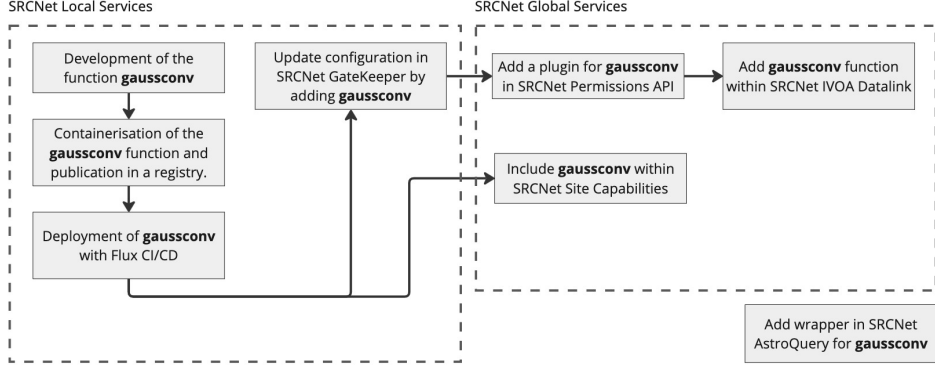 SRCNet Local Services
Development of the
function gaussconv
Containerisation of the
gaussconv function and
publication in a registry.
Deployment of gaussconv
with Flux CI/CD
Update configuration in
SRCNet GateKeeper by
adding gaussconv
SRCNet Global Services
Add a plugin for gaussconv
in SRCNet Permissions API
Add gaussconv function
within SRCNet IVOA Datalink
Include gaussconv within
SRCNet Site Capabilities
Add wrapper in SRCNet
AstroQuery for gaussconv